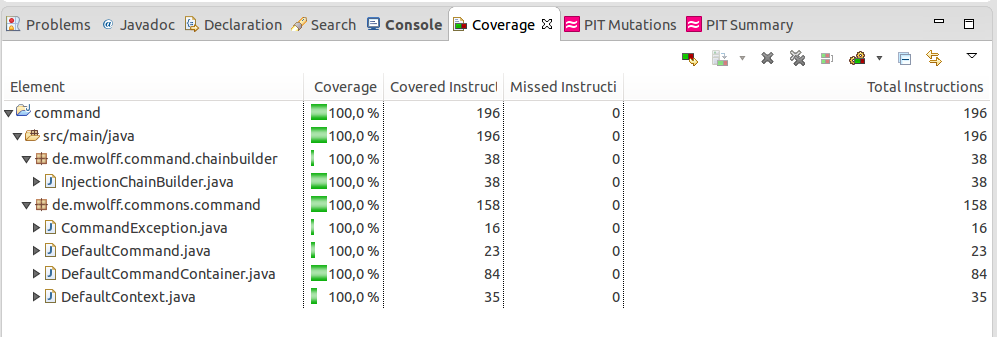 Problems @ Javadoc Declaration Search Console Coverage PIT Mutations PIT Summary
Element Coverage Covered Instruct Missed Instructi Total Instructions
command 100,0 % 196 0 196
src/main/java 100,0 % 196 0 196
de.mwolff.command.chainbuilder 100,0 % 38 0 38
InjectionChainBuilder.java 100,0 % 38 0 38
de.mwolff.commons.command 100,0 % 158 0 158
CommandException.java 100,0 % 16 0 16
DefaultCommand.java 100,0 % 23 0 23
DefaultCommandContainer.java 100,0 % 84 0 84
DefaultContext.java 100,0 % 35 0 35